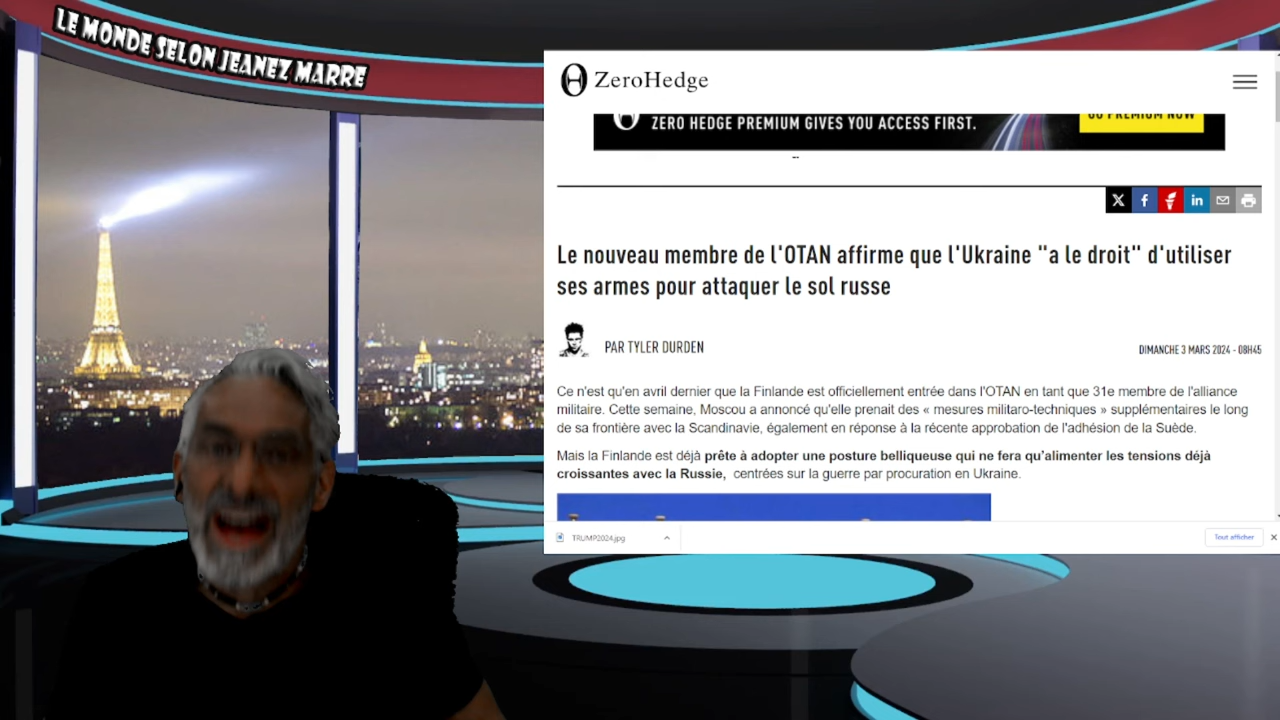 LE MONDE SELON JEANEZ MARRE
ZeroHedge
ZERO HEDGE PREMIUM GIVES YOU ACCESS FIRST.
GO PREMIUM NOW
Le nouveau membre de l'OTAN affirme que l'Ukraine "a le droit" d'utiliser
ses armes pour attaquer le sol russe
PAR TYLER DURDEN
DIMANCHE 3 MARS 2024 - 08H45
Ce n'est qu'en avril dernier que la Finlande est officiellement entrée dans l'OTAN en tant que 31e membre de l'alliance
militaire. Cette semaine, Moscou a annoncé qu'elle prenait des « mesures militaro-techniques » supplémentaires le long
de sa frontière avec la Scandinavie, également en réponse à la récente approbation de l'adhésion de la Suède.
Mais la Finlande est déjà prête à adopter une posture belliqueuse qui ne fera qu'alimenter les tensions déjà
croissantes avec la Russie, centrées sur la guerre par procuration en Ukraine.
TRUMP2024.jpg
Tout afficher